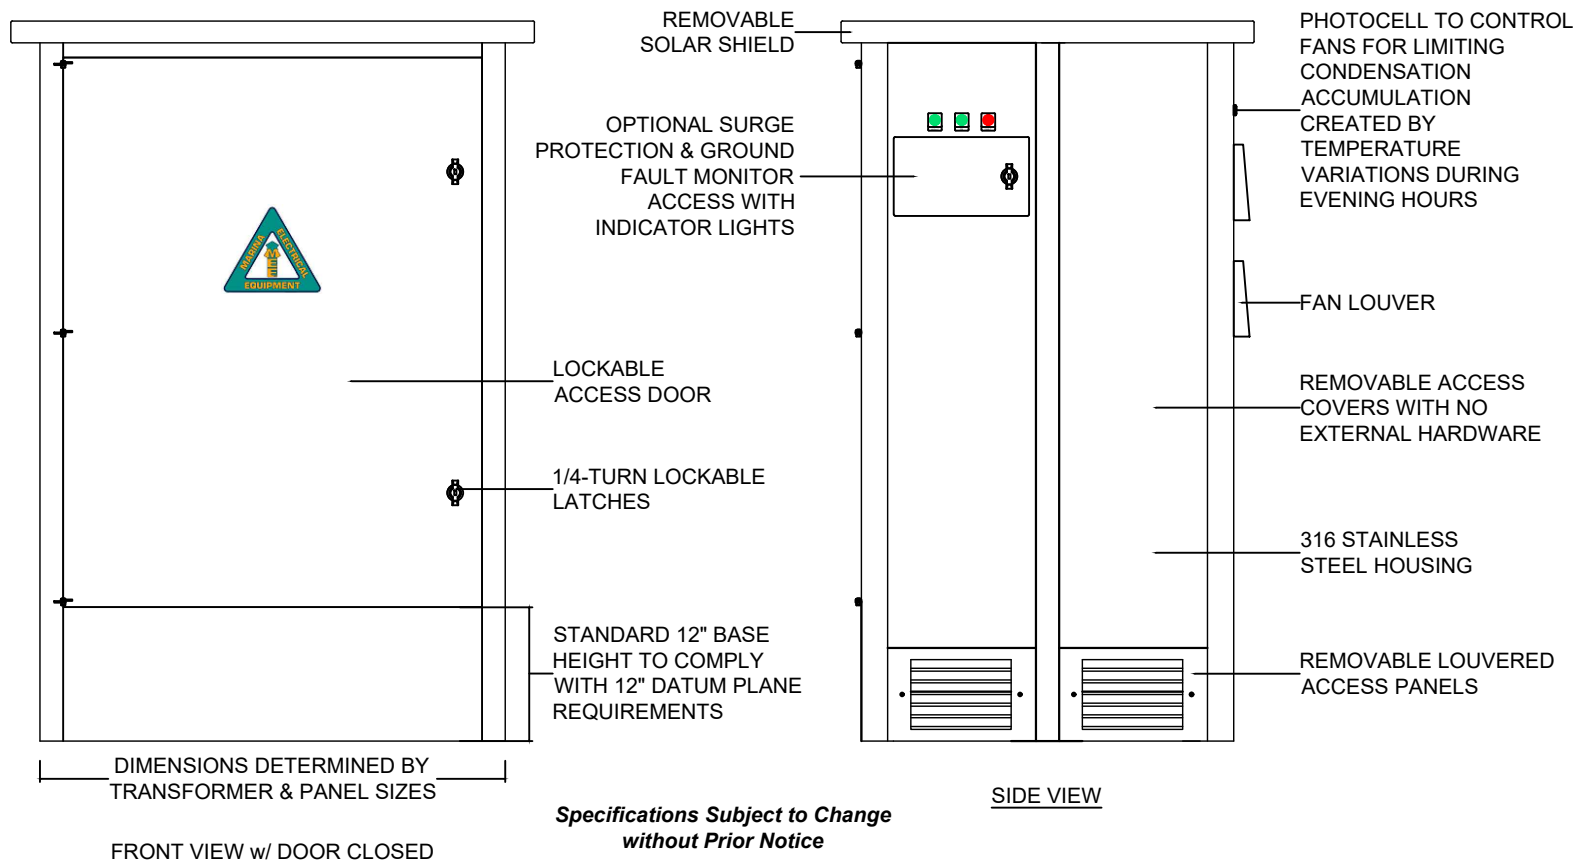 REMOVABLE
SOLAR SHIELD
OPTIONAL SURGE
PROTECTION & GROUND
FAULT MONITOR
ACCESS WITH
INDICATOR LIGHTS
PHOTOCELL TO CONTROL
FANS FOR LIMITING
CONDENSATION
ACCUMULATION
CREATED BY
TEMPERATURE
VARIATIONS DURING
EVENING HOURS
MARINA
ELECTRICAL
EQUIPMENT
FAN LOUVER
LOCKABLE
ACCESS DOOR
REMOVABLE ACCESS
COVERS WITH NO
EXTERNAL HARDWARE
1/4-TURN LOCKABLE
LATCHES
316 STAINLESS
STEEL HOUSING
STANDARD 12" BASE
HEIGHT TO COMPLY
WITH 12" DATUM PLANE
REQUIREMENTS
REMOVABLE LOUVERED
ACCESS PANELS
DIMENSIONS DETERMINED BY
TRANSFORMER & PANEL SIZES
SIDE VIEW
Specifications Subject to Change
without Prior Notice
FRONT VIEW w/ DOOR CLOSED